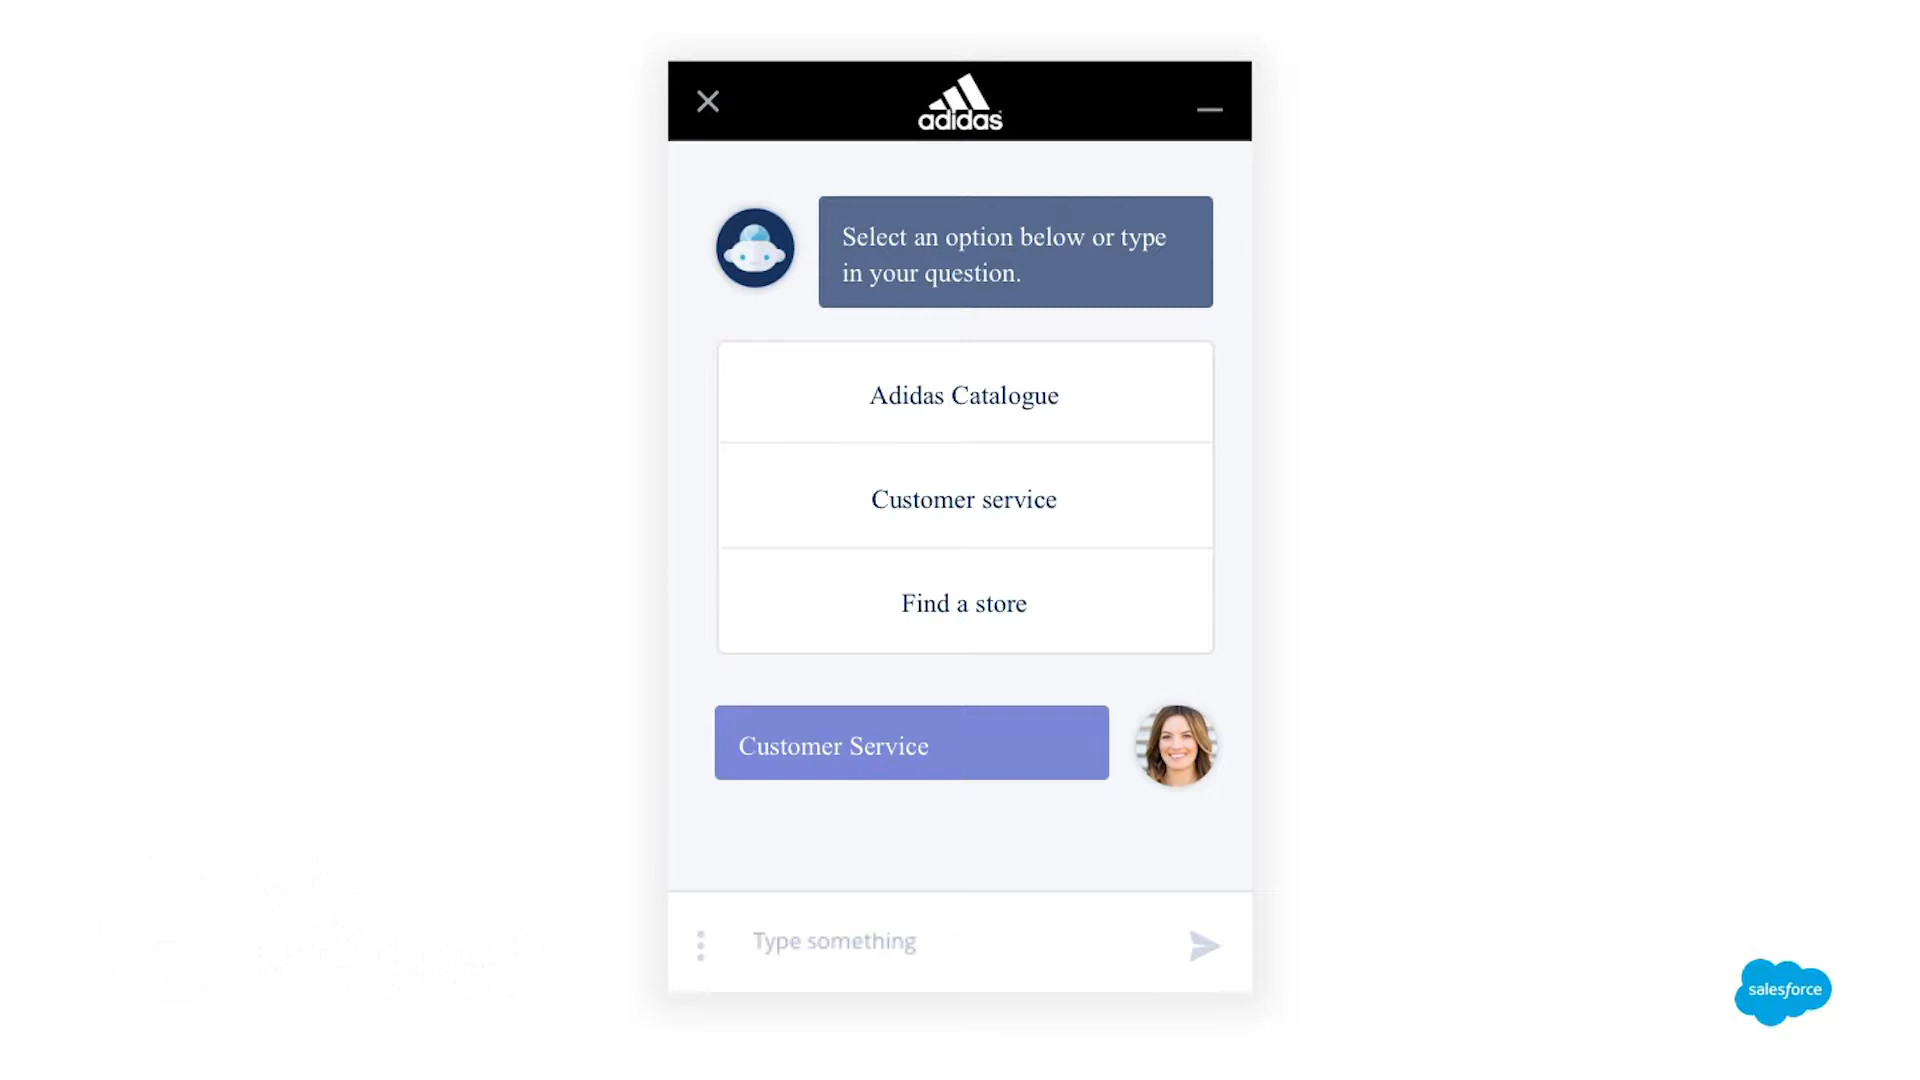 adidas
Select an option below or type
in your question.
Adidas Catalogue
Customer service
Find a store
Customer Service
Type something
salesforce